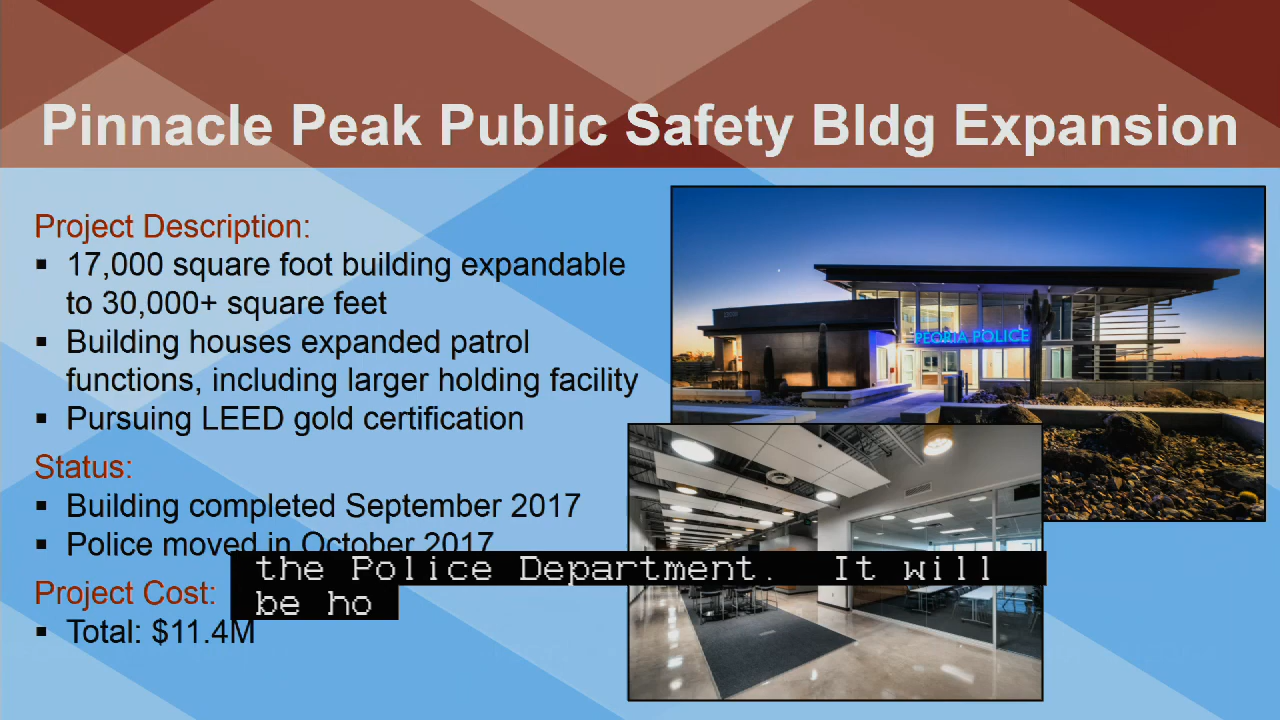 Pinnacle Peak Public Safety Bldg Expansion
Project Description:
▪ 17,000 square foot building expandable
to 30,000+ square feet
▪ Building houses expanded patrol
functions, including larger holding facility
▪ Pursuing LEED gold certification
Status:
▪ Building completed September 2017
▪ Police moved in October 2017
Project Cost:
▪ Total: $11.4M
PEORIA POLICE
the Police Department. It will
be ho